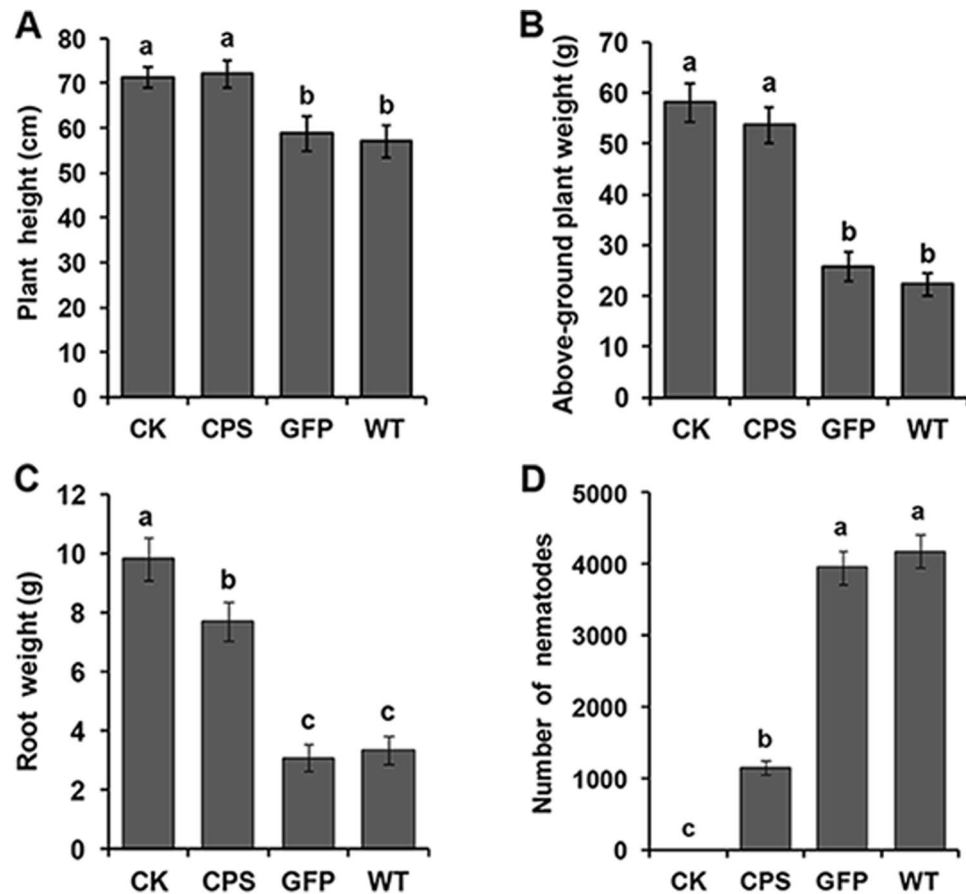 A
Plant height (cm)
80
70
60
50
40
30
20
10
0
a
a
b
b
CK CPS GFP WT
B
Above-ground plant weight (g)
70
60
50
40
30
20
10
0
a
a
b
b
CK CPS GFP WT
C
Root weight (g)
12
10
8
6
4
2
0
a
b
c
c
CK CPS GFP WT
D
Number of nematodes
5000
4000
3000
2000
1000
0
c
b
a
a
CK CPS GFP WT